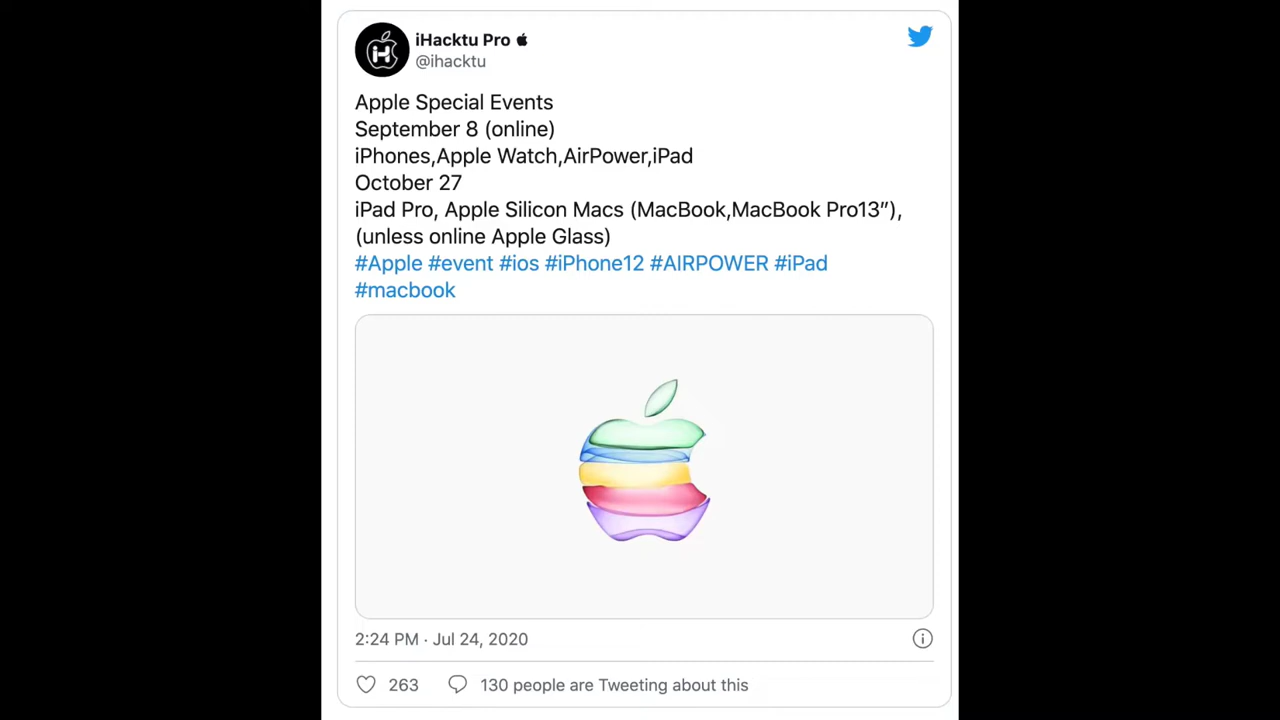 iHacktu Pro 
@ihacktu
Apple Special Events
September 8 (online)
iPhones,Apple Watch,AirPower,iPad
October 27
iPad Pro, Apple Silicon Macs (MacBook,MacBook Pro13”),
(unless online Apple Glass)
#Apple #event #ios #iPhone12 #AIRPOWER #iPad
#macbook
2:24 PM · Jul 24, 2020
263 130 people are Tweeting about this